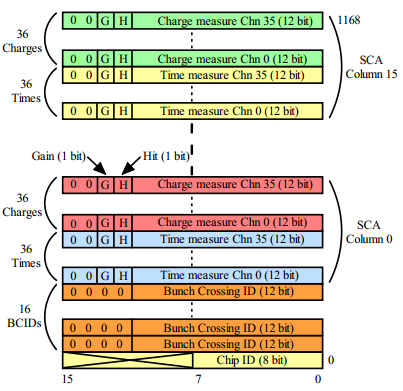 0 0 G H Charge measure Chn 35 (12 bit) 1168
36
Charges
0 0 G H Charge measure Chn 0 (12 bit)
0 0 G H Time measure Chn 35 (12 bit)
SCA
Column 15
36
Times
0 0 G H Time measure Chn 0 (12 bit)
Gain (1 bit) Hit (1 bit)
0 0 G H Charge measure Chn 35 (12 bit)
36
Charges
0 0 G H Charge measure Chn 0 (12 bit)
0 0 G H Time measure Chn 35 (12 bit)
SCA
Column 0
36
Times
0 0 G H Time measure Chn 0 (12 bit)
0 0 0 0 Bunch Crossing ID (12 bit)
16
BCIDs
0 0 0 0 Bunch Crossing ID (12 bit)
0 0 0 0 Bunch Crossing ID (12 bit)
Chip ID (8 bit) 0
15 7 0